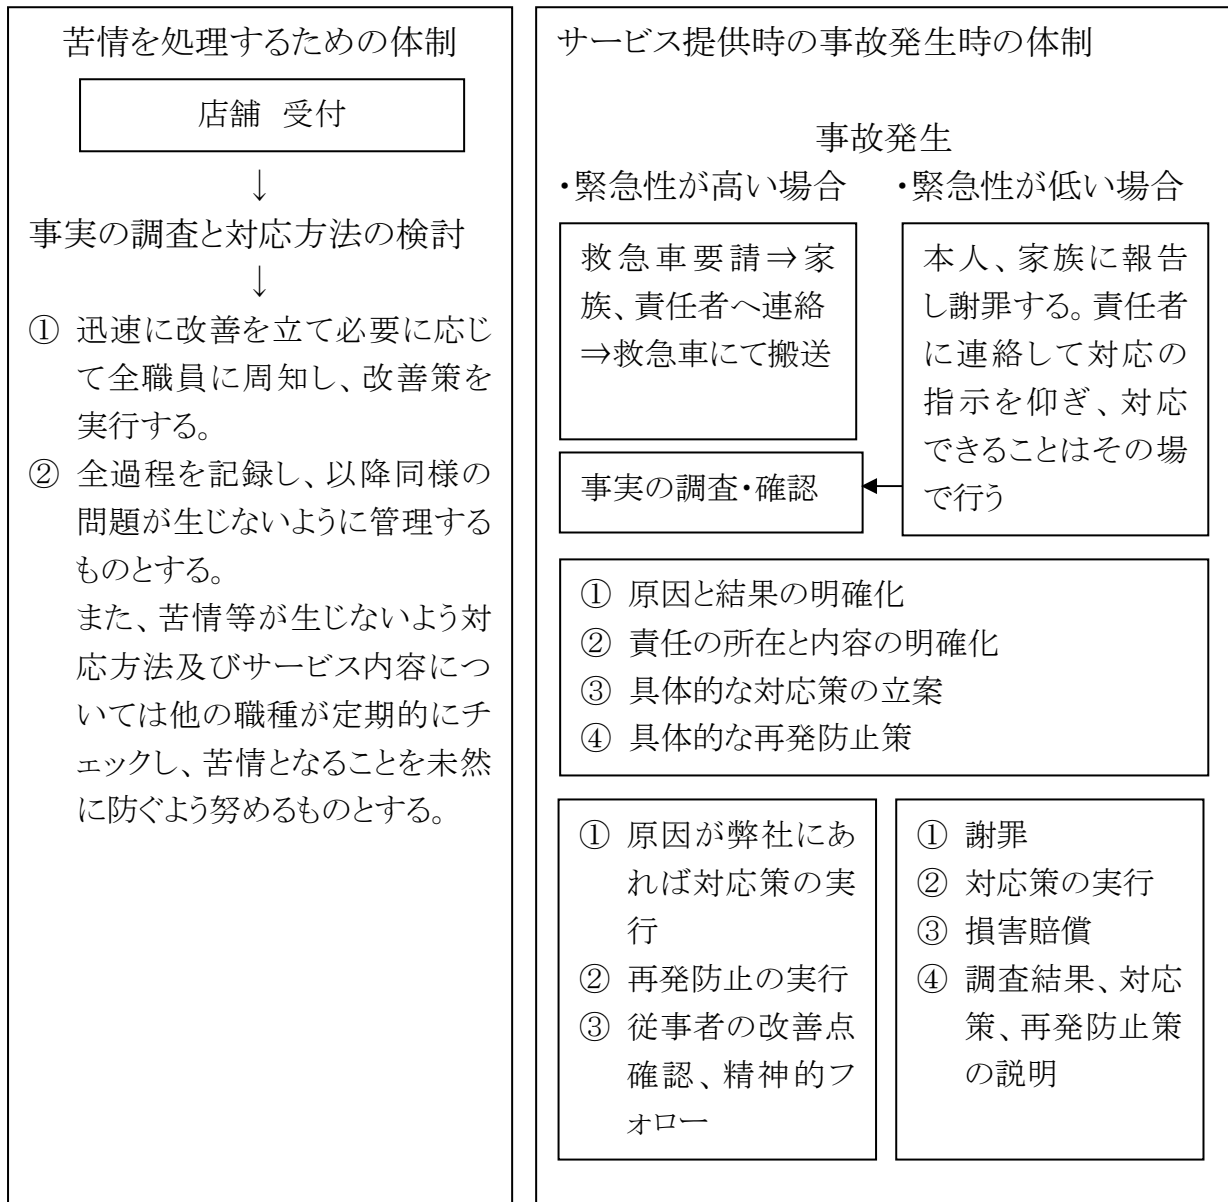 苦情を処理するための体制
店舗 受付
↓
事実の調査と対応方法の検討
↓
① 迅速に改善を立て必要に応じ
て全職員に周知し、改善策を
実行する。
② 全過程を記録し、以降同様の
問題が生じないように管理する
ものとする。
また、苦情等が生じないよう対
応方法及びサービス内容につ
いては他の職種が定期的にチ
ェックし、苦情となることを未然
に防ぐよう努めるものとする。
サービス提供時の事故発生時の体制
事故発生
・緊急性が高い場合
救急車要請⇒家
族、責任者へ連絡
⇒救急車にて搬送
・緊急性が低い場合
本人、家族に報告
し謝罪する。責任者
に連絡して対応の
指示を仰ぎ、対応
できることはその場
で行う
事実の調査・確認
① 原因と結果の明確化
② 責任の所在と内容の明確化
③ 具体的な対応策の立案
④ 具体的な再発防止策
① 原因が弊社にあ
れば対応策の実
行
② 再発防止の実行
③ 従事者の改善点
確認、精神的フ
ォロー
① 謝罪
② 対応策の実行
③ 損害賠償
④ 調査結果、対応
策、再発防止策
の説明